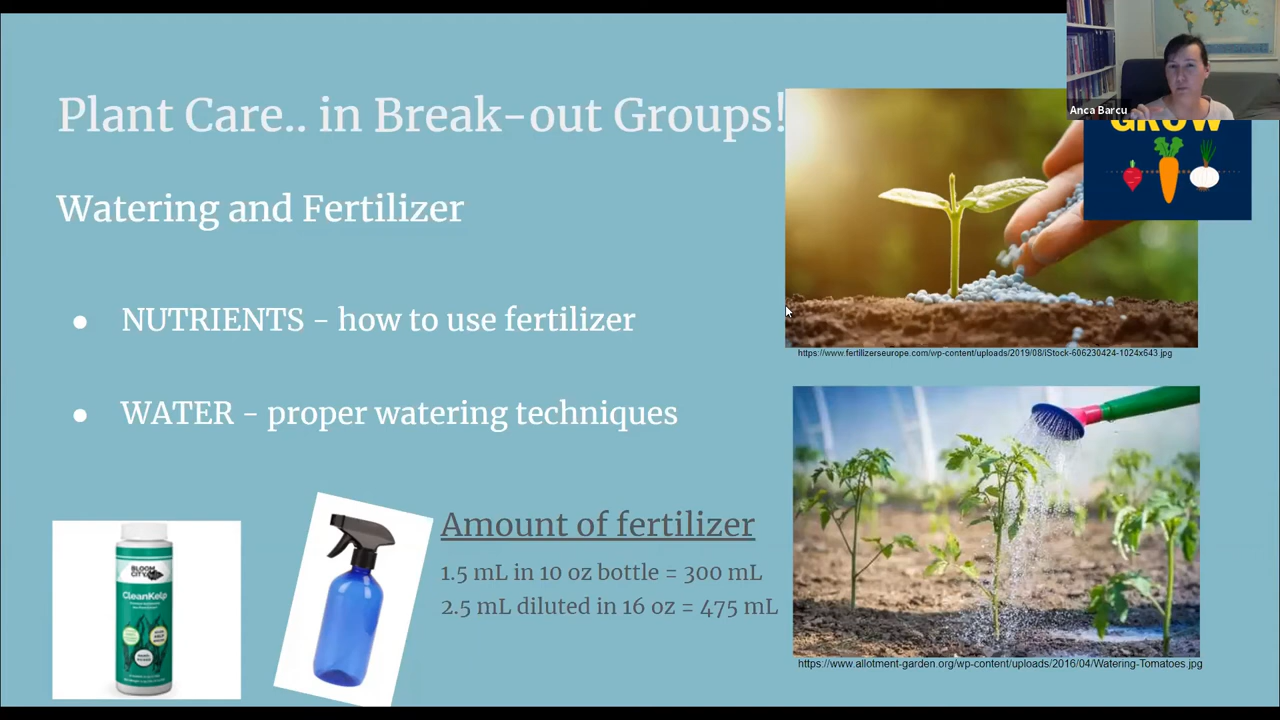 Plant Care.. in Break-out Groups!
Anca Barcu
GROW
Watering and Fertilizer
● NUTRIENTS - how to use fertilizer
https://www.fertilizerseurope.com/wp-content/uploads/2019/08/iStock-606230424-1024x643.jpg
● WATER - proper watering techniques
Amount of fertilizer
1.5 mL in 10 oz bottle = 300 mL
2.5 mL diluted in 16 oz = 475 mL
BLOOM
CITY
CleanKelp
https://www.allotment-garden.org/wp-content/uploads/2016/04/Watering-Tomatoes.jpg